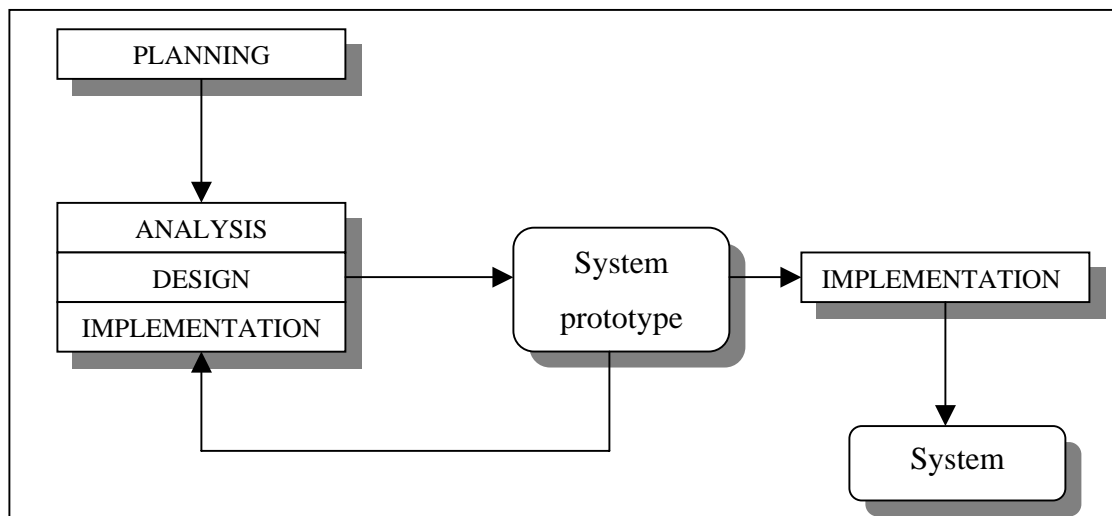 PLANNING
ANALYSIS
DESIGN
IMPLEMENTATION
System
prototype
IMPLEMENTATION
System